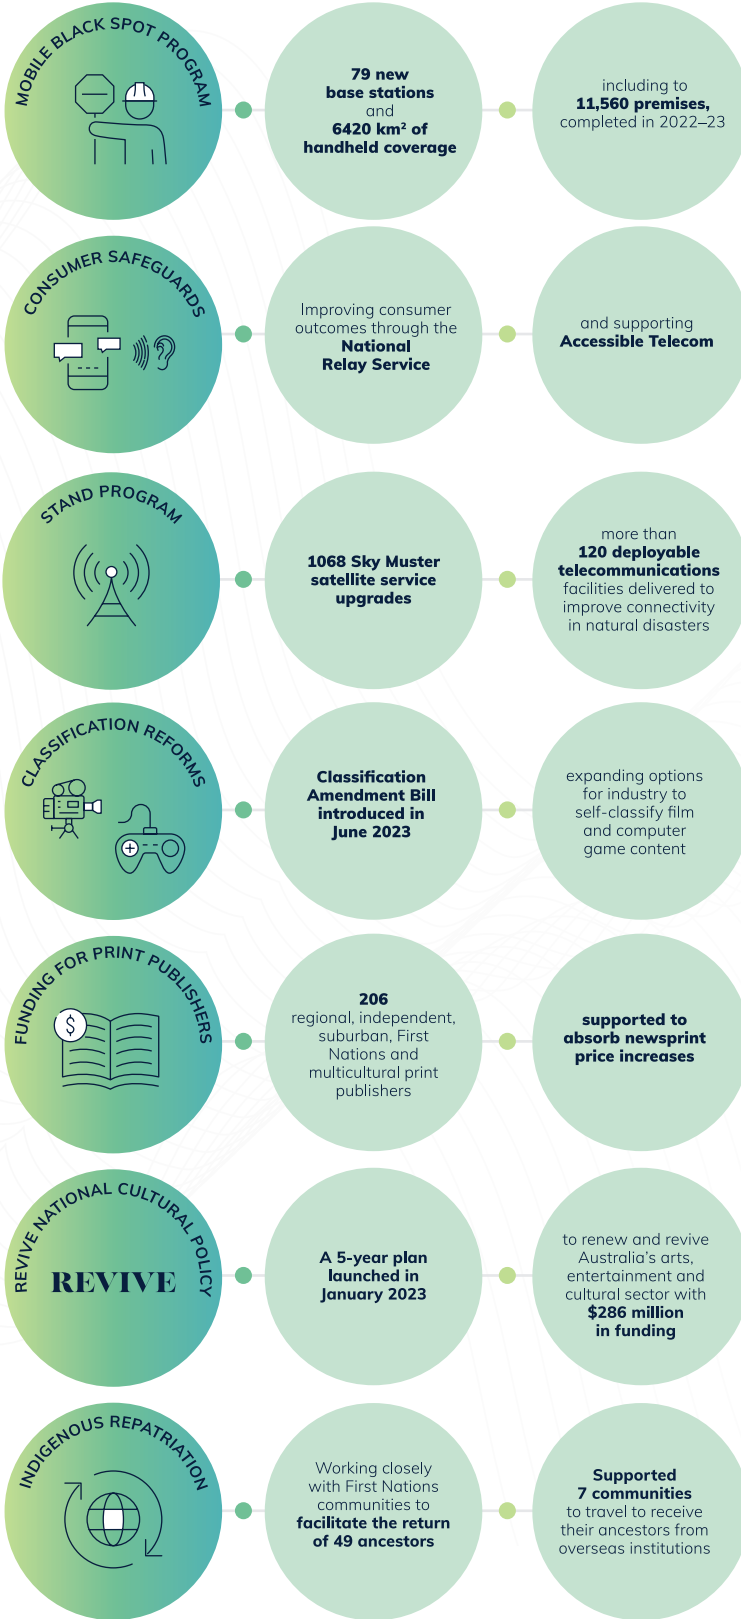 MOBILE BLACK SPOT PROGRAM
79 new
base stations
and
6420 km² of
handheld coverage
including to
11,560 premises,
completed in 2022–23
CONSUMER SAFEGUARDS
Improving consumer
outcomes through the
National
Relay Service
and supporting
Accessible Telecom
STAND PROGRAM
1068 Sky Muster
satellite service
upgrades
more than
120 deployable
telecommunications
facilities delivered to
improve connectivity
in natural disasters
CLASSIFICATION REFORMS
Classification
Amendment Bill
introduced in
June 2023
expanding options
for industry to
self-classify film
and computer
game content
FUNDING FOR PRINT PUBLISHERS
$
206
regional, independent,
suburban, First
Nations and
multicultural print
publishers
supported to
absorb newsprint
price increases
REVIVE NATIONAL CULTURAL POLICY
REVIVE
A 5-year plan
launched in
January 2023
to renew and revive
Australia's arts,
entertainment and
cultural sector with
$286 million
in funding
INDIGENOUS REPATRIATION
Working closely
with First Nations
communities to
facilitate the return
of 49 ancestors
Supported
7 communities
to travel to receive
their ancestors from
overseas institutions